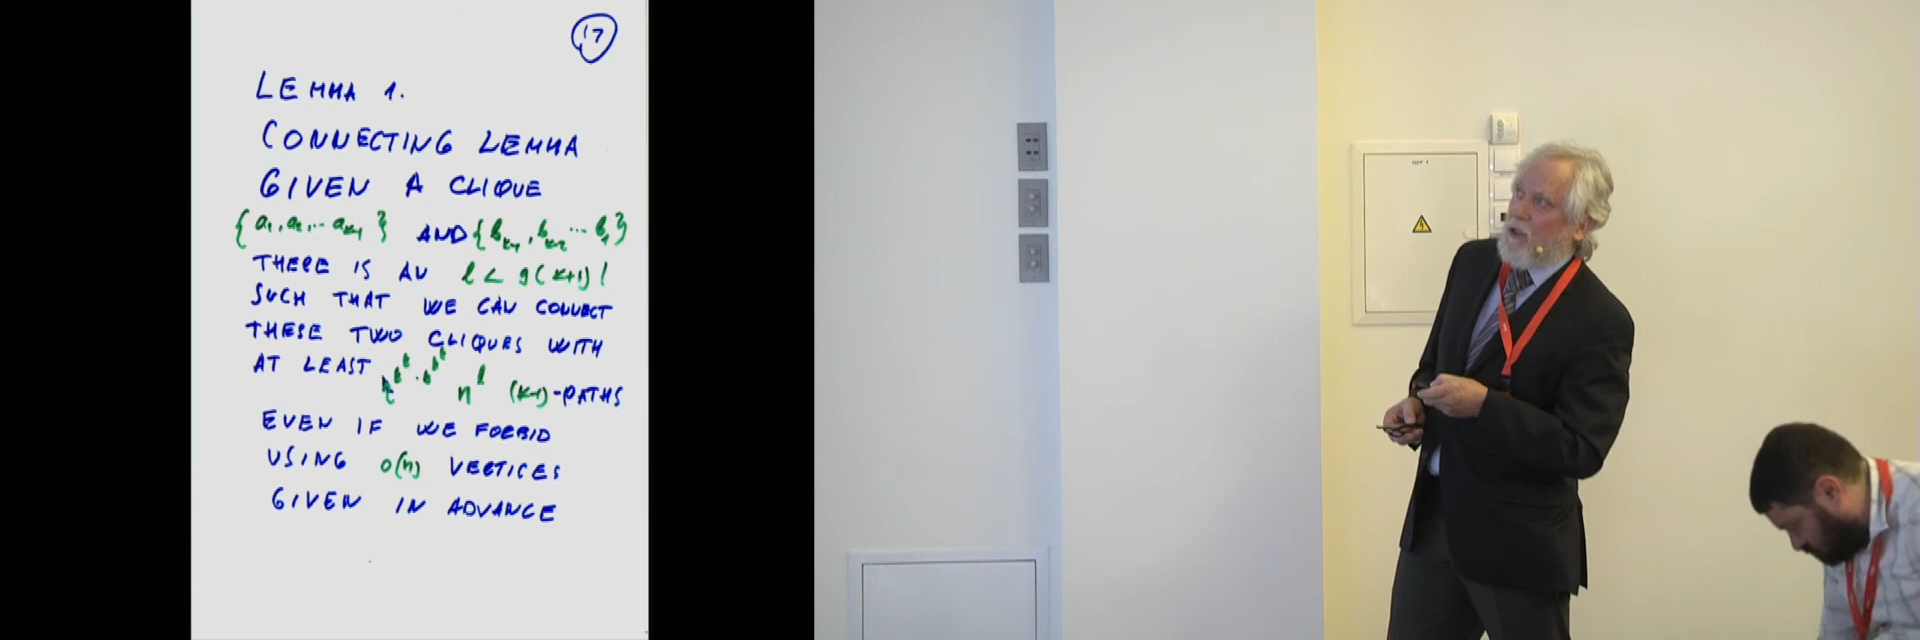 17
LEMMA 1.
CONNECTING LEMMA
GIVEN A CLIQUE
{a₁, a₂, ... aₖ₋₁} AND {bₖ₋₁, bₖ₋₂ ... b₁}
THERE IS AN l < 9(k+1)!
SUCH THAT WE CAN CONNECT
THESE TWO CLIQUES WITH
AT LEAST
nˡ (k-1)-PATHS
EVEN IF WE FORBID
USING o(n) VERTICES
GIVEN IN ADVANCE